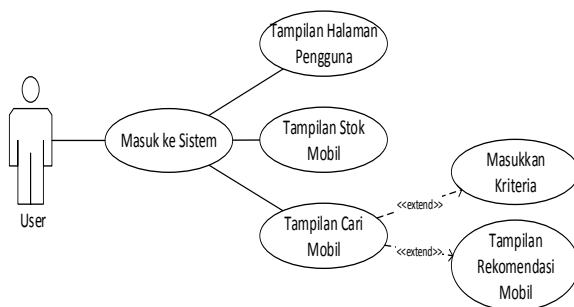 Tampilan Halaman
Pengguna
Masuk ke Sistem
Tampilan Stok
Mobil
User
Tampilan Cari
Mobil
<<extend>>
Masukkan
Kriteria
<<extend>>
Tampilan
Rekomendasi
Mobil